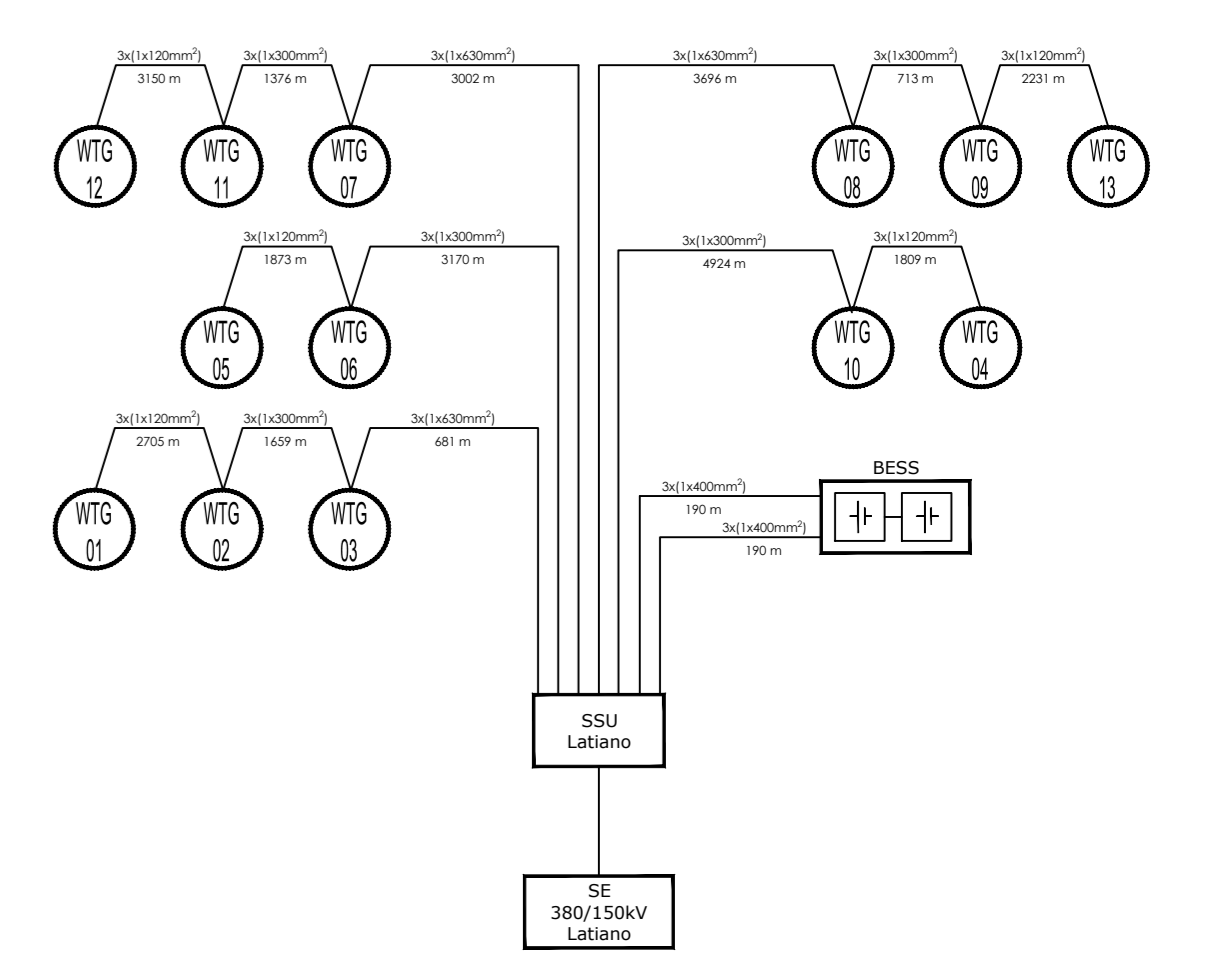 3x(1x120mm²)
3150 m
3x(1x300mm²)
1376 m
3x(1x630mm²)
3002 m
3x(1x630mm²)
3696 m
3x(1x300mm²)
713 m
3x(1x120mm²)
2231 m
WTG
12
WTG
11
WTG
07
WTG
08
WTG
09
WTG
13
3x(1x120mm²)
1873 m
3x(1x300mm²)
3170 m
3x(1x300mm²)
4924 m
3x(1x120mm²)
1809 m
WTG
05
WTG
06
WTG
10
WTG
04
3x(1x120mm²)
2705 m
3x(1x300mm²)
1659 m
3x(1x630mm²)
681 m
WTG
01
WTG
02
WTG
03
BESS
3x(1x400mm²)
190 m
3x(1x400mm²)
190 m
SSU
Latiano
SE
380/150kV
Latiano